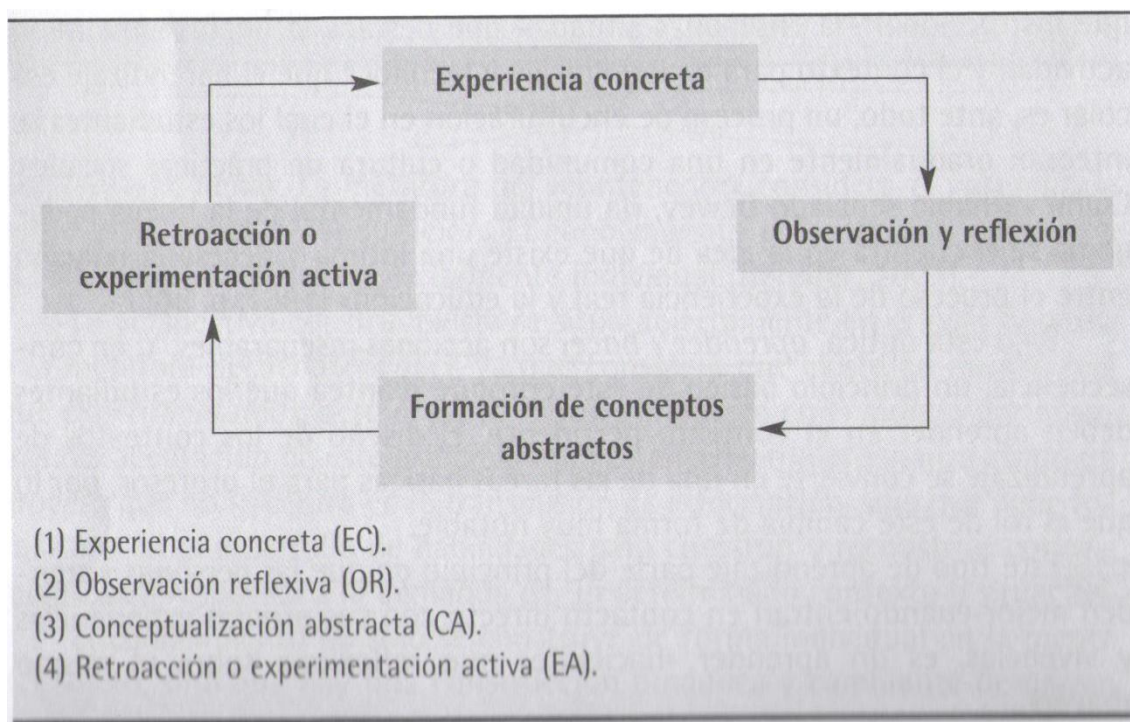 Experiencia concreta
Observación y reflexión
Formación de conceptos
abstractos
Retroacción o
experimentación activa
(1) Experiencia concreta (EC).
(2) Observación reflexiva (OR).
(3) Conceptualización abstracta (CA).
(4) Retroacción o experimentación activa (EA).